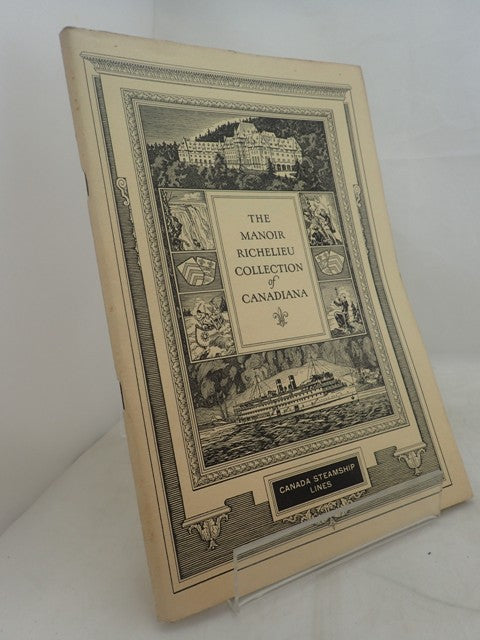 THE
MANOIR
RICHELIEU
COLLECTION
of
CANADIANA
CANADA STEAMSHIP
LINES